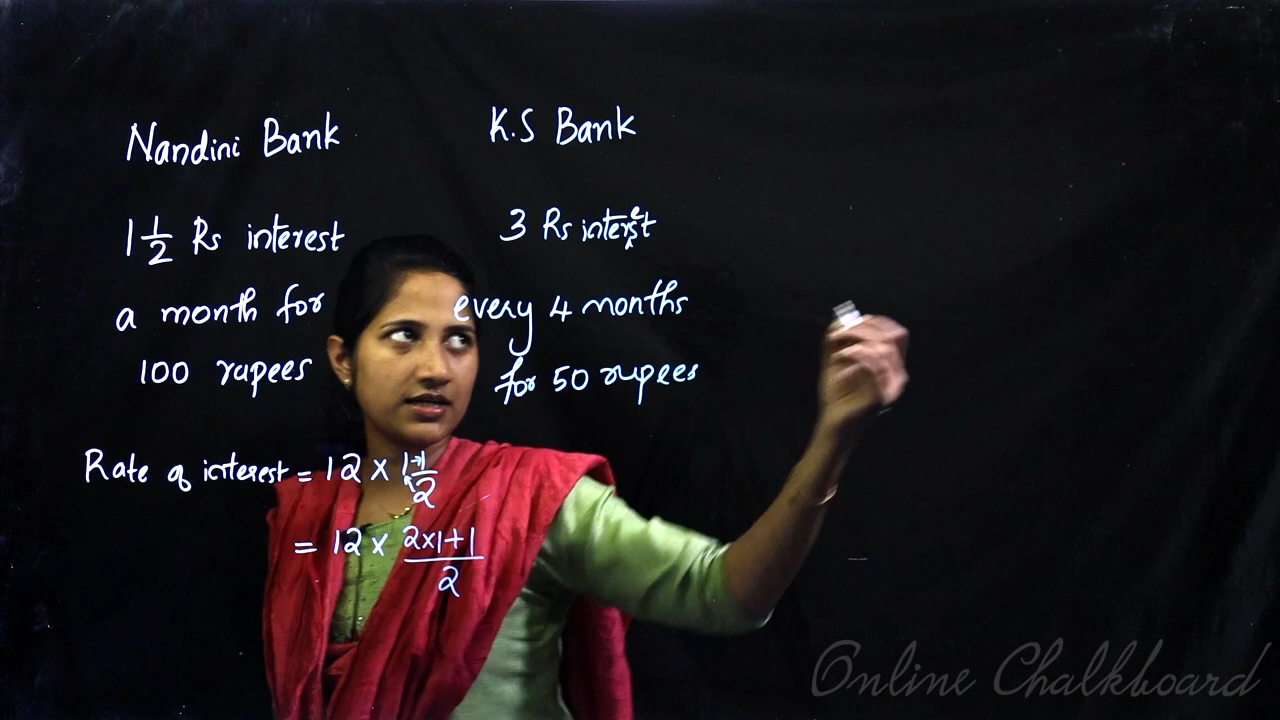 Nandini Bank
1 1/2 Rs interest
a month for
100 rupees
K.S Bank
3 Rs interest
every 4 months
for 50 rupees
Rate of interest = 12 × 1 1/2
= 12 × (2×1+1)/2
Online Chalkboard